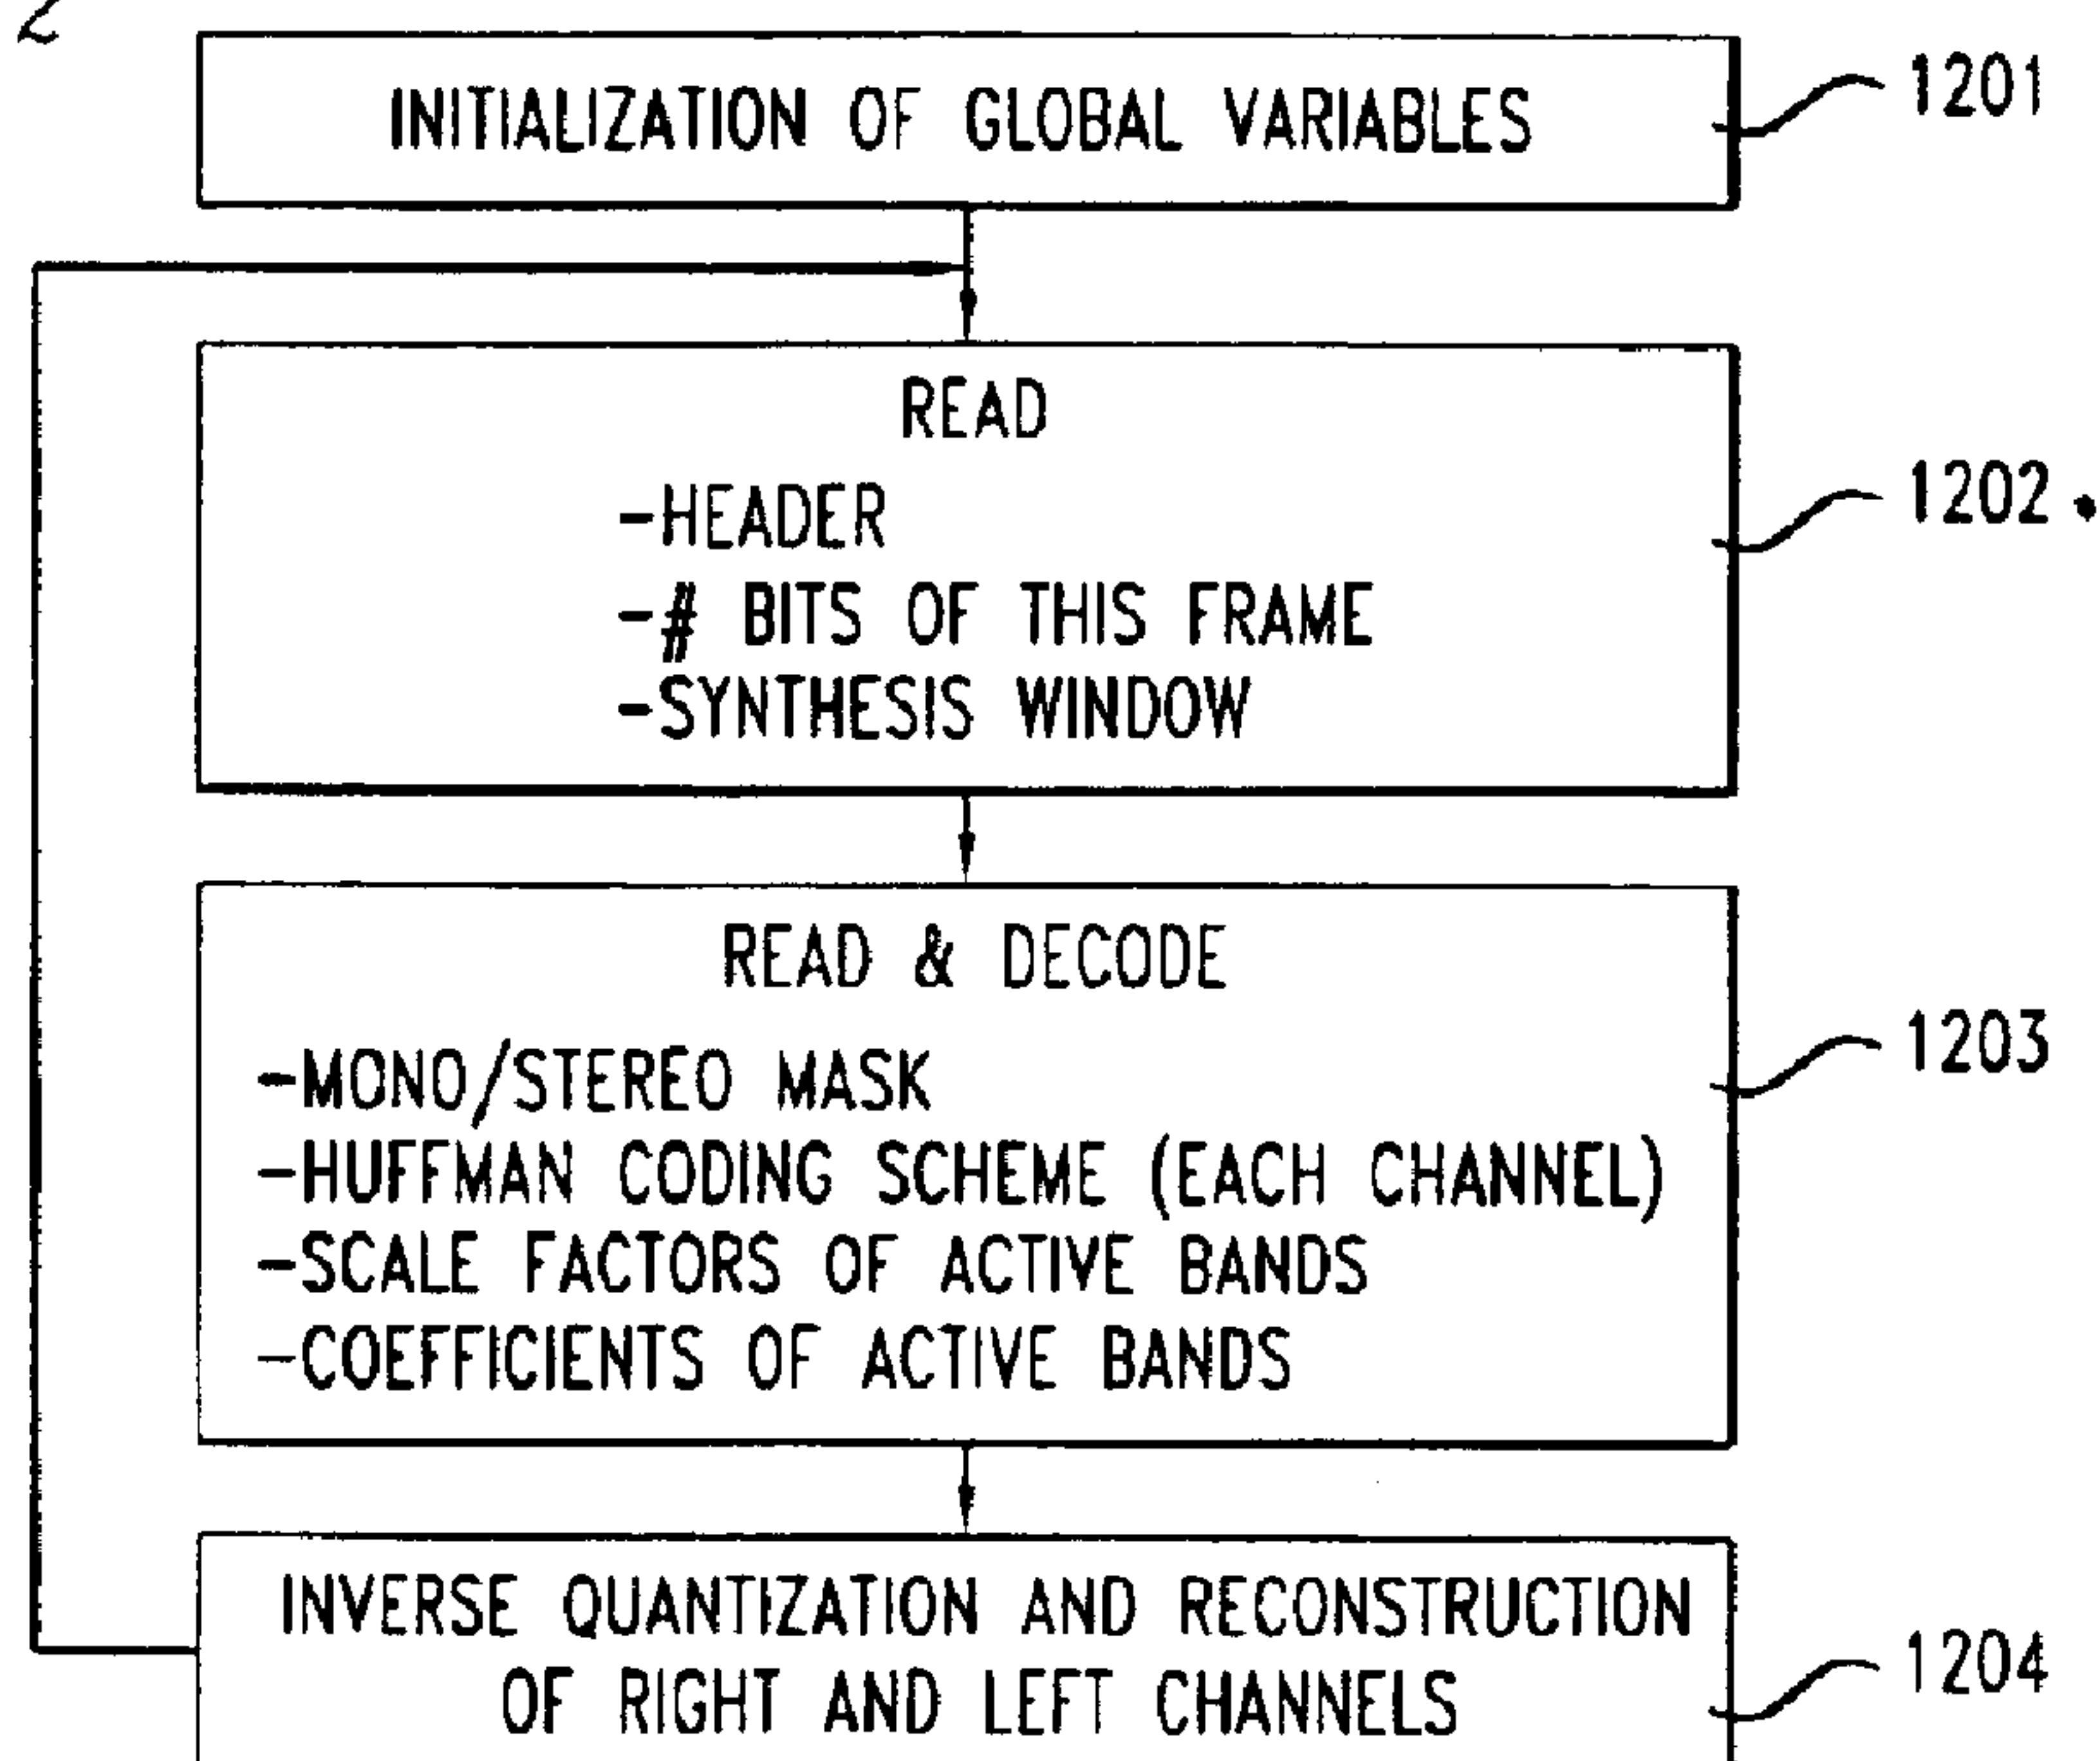 2
INITIALIZATION OF GLOBAL VARIABLES
1201
READ
-HEADER
-# BITS OF THIS FRAME
-SYNTHESIS WINDOW
1202
READ & DECODE
-MONO/STEREO MASK
-HUFFMAN CODING SCHEME (EACH CHANNEL)
-SCALE FACTORS OF ACTIVE BANDS
-COEFFICIENTS OF ACTIVE BANDS
1203
INVERSE QUANTIZATION AND RECONSTRUCTION
OF RIGHT AND LEFT CHANNELS
1204